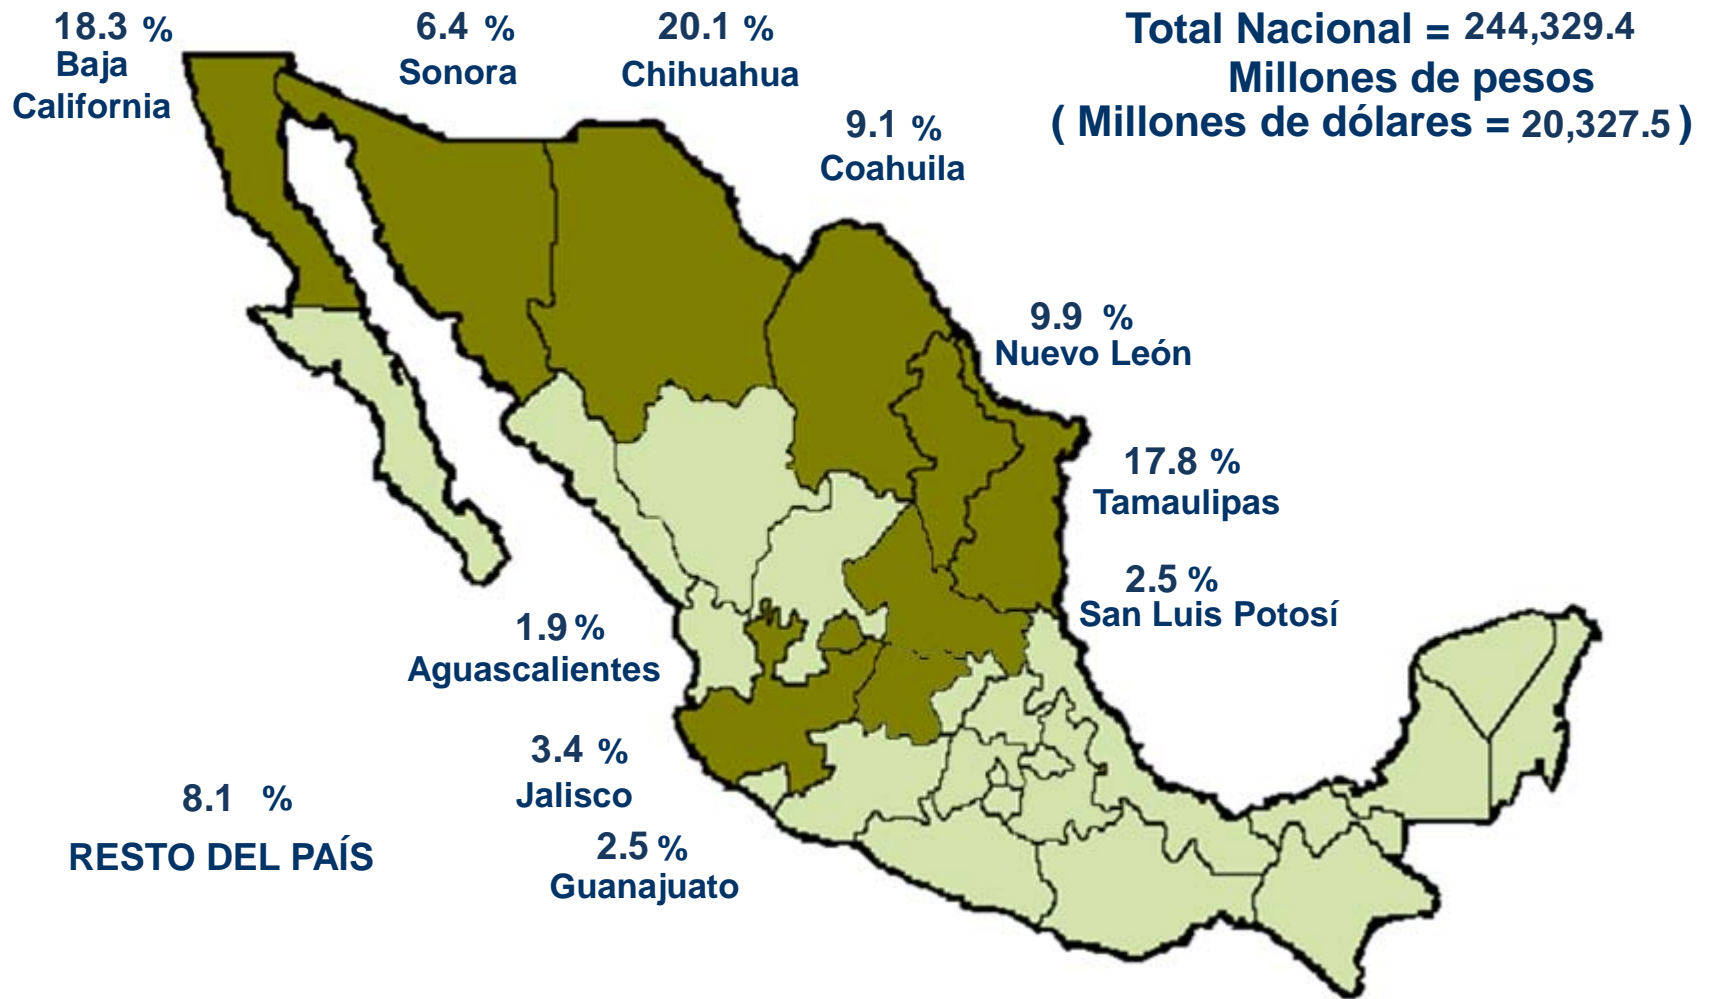 18.3 %
Baja
California
6.4 %
Sonora
20.1 %
Chihuahua
Total Nacional = 244,329.4
Millones de pesos
( Millones de dólares = 20,327.5 )
9.1 %
Coahuila
9.9 %
Nuevo León
17.8 %
Tamaulipas
2.5 %
San Luis Potosí
1.9 %
Aguascalientes
3.4 %
Jalisco
8.1 %
RESTO DEL PAÍS
2.5 %
Guanajuato